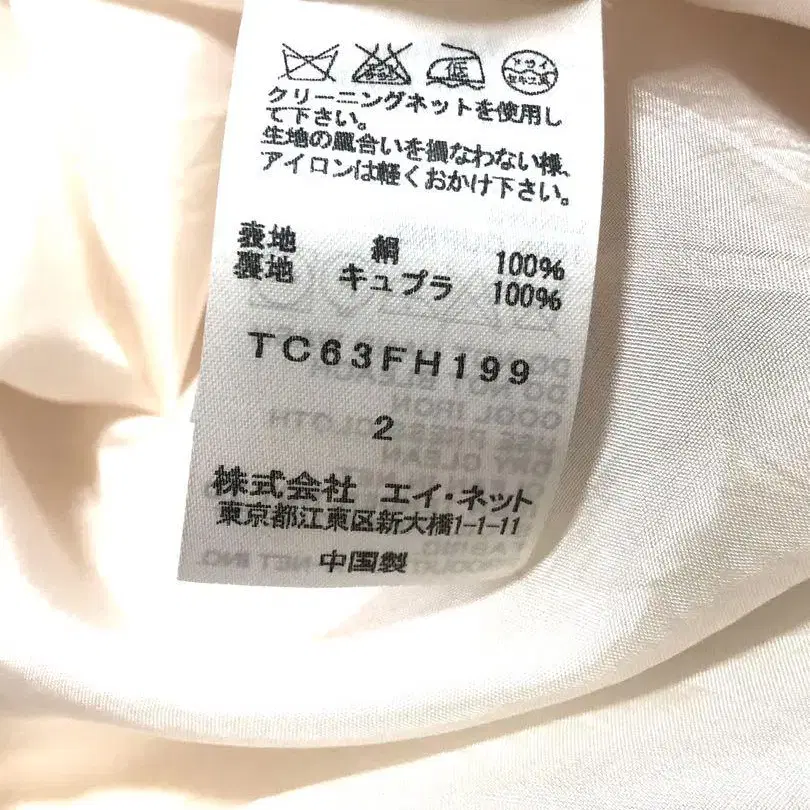 低
クリーニングネットを使用し
て下さい。
生地の風合いを損なわない様、
アイロンは軽くおかけ下さい。
表地 絹 100%
裏地 キュプラ 100%
TC63FH199
2
株式会社 エイ・ネット
東京都江東区新大橋1-1-11
中国製